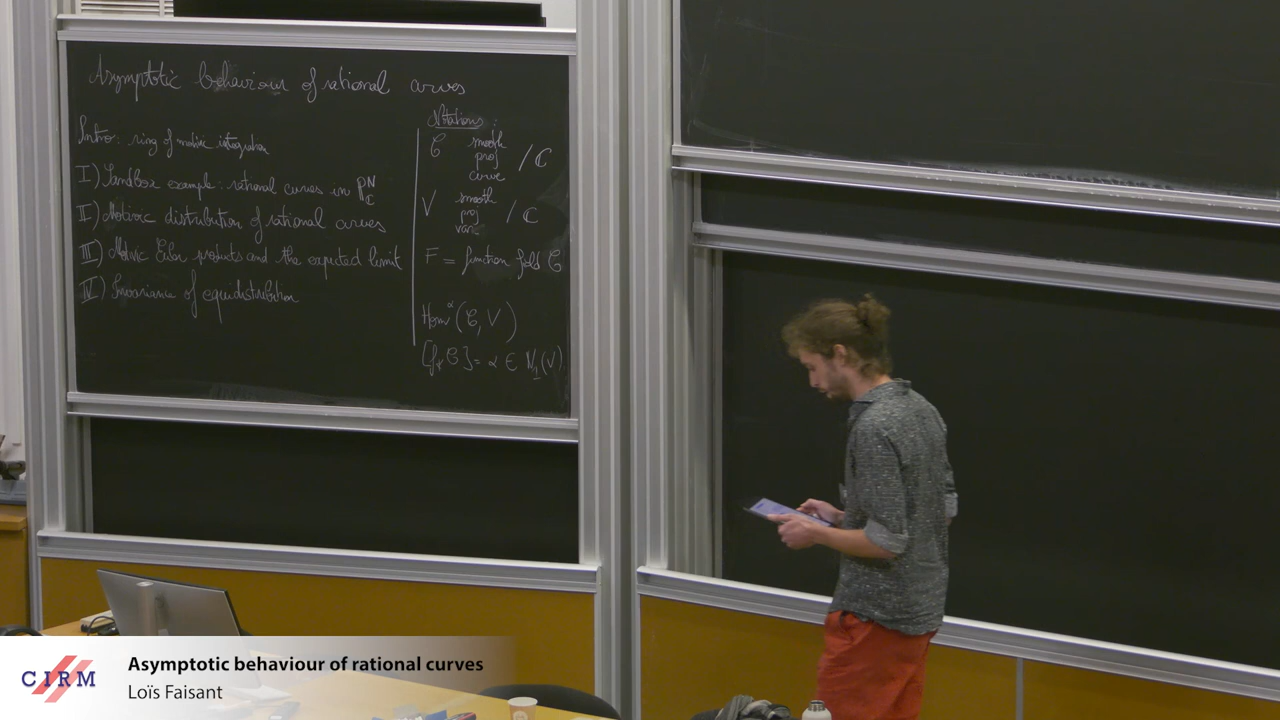 Asymptotic behaviour of rational curves
Intro: ring of motivic integration
I) Sandbox example: rational curves in P^N_ℂ
II) Motivic distribution of rational curves
III) Motivic Euler products and the expected limit
IV) Invariance of equidistribution
Notations:
𝒞 smooth proj curve / ℂ
V smooth proj var. / ℂ
F = function field 𝒞
Hom^α(𝒞, V)
[f_* 𝒞] = α ∈ N_1(V)
CIRM
Asymptotic behaviour of rational curves
Loïs Faisant